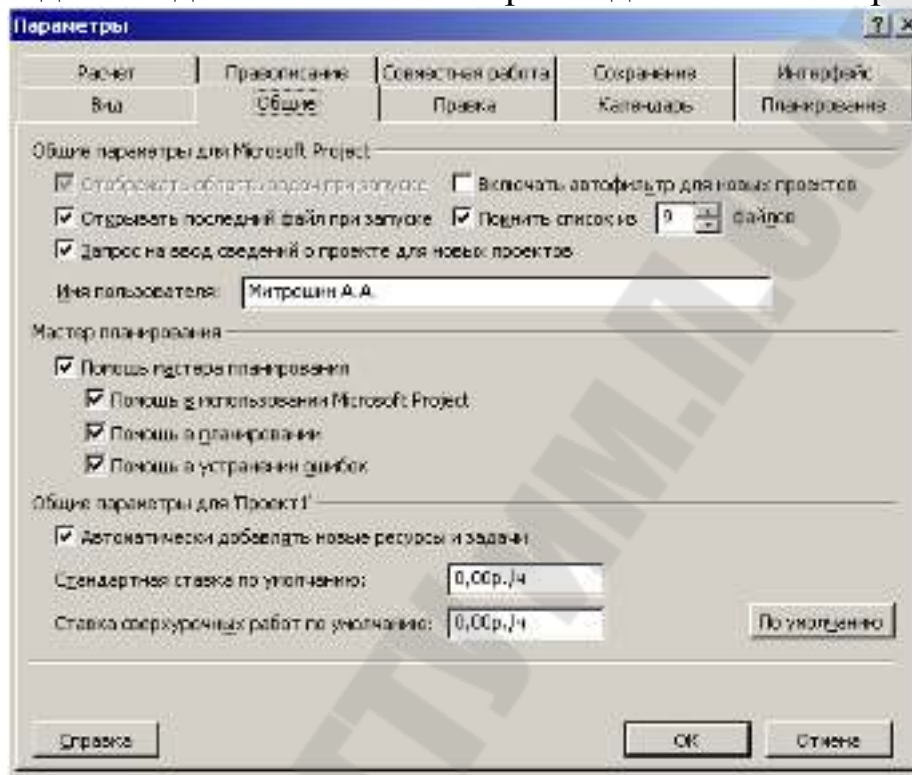 Параметры
Расчет Правописание Совместная работа Сохранение Интерфейс
Вид Общие Правка Календарь Планирование
Общие параметры для Microsoft Project
Отображать область задач при запуске Включать автофильтр для новых проектов
Открывать последний файл при запуске Помнить список из 9 файлов
Запрос на ввод сведений о проекте для новых проектов
Имя пользователя: Митрошин А.А.
Мастер планирования
Помощь мастера планирования
Помощь в использовании Microsoft Project
Помощь в планировании
Помощь в устранении ошибок
Общие параметры для 'Проект1'
Автоматически добавлять новые ресурсы и задачи
Стандартная ставка по умолчанию: 0,00р./ч
Ставка сверхурочных работ по умолчанию: 0,00р./ч По умолчанию
Справка OK Отмена